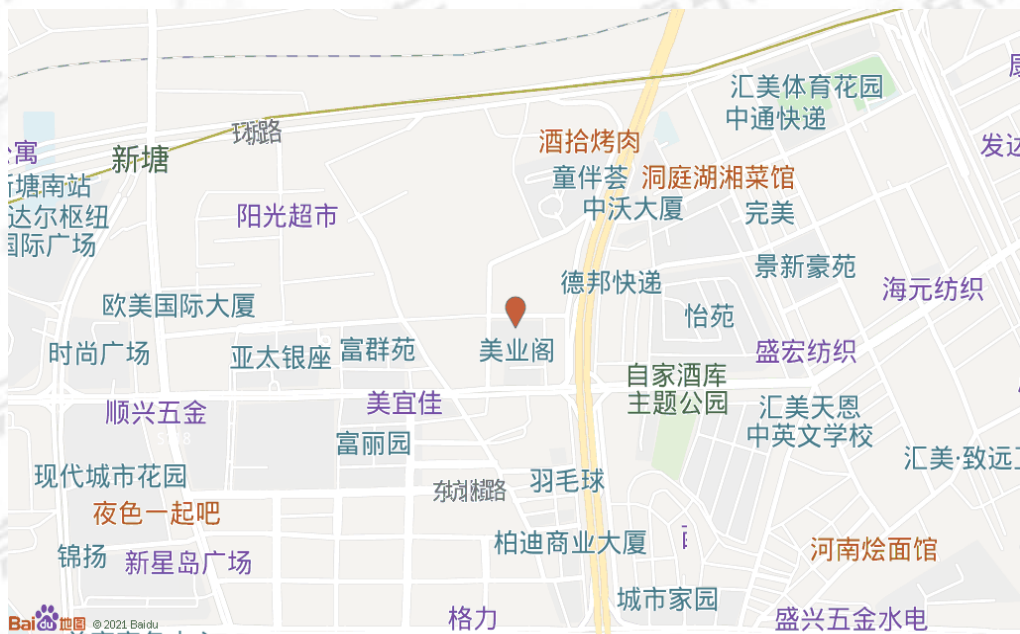 汇美体育花园
中通快递
酒拾烤肉
新塘
童伴荟
洞庭湖湘菜馆
塘南站
中沃大厦
完美
阳光超市
达尔枢纽
国际广场
景新豪苑
德邦快递
海元纺织
欧美国际大厦
怡苑
时尚广场
亚太银座
富群苑
美业阁
盛宏纺织
自家酒库
主题公园
顺兴五金
美宜佳
汇美天恩
中英文学校
富丽园
汇美·致远
现代城市花园
羽毛球
夜色一起吧
柏迪商业大厦
河南烩面馆
锦扬
新星岛广场
城市家园
格力
盛兴五金水电
Baidu地图 © 2021 Baidu